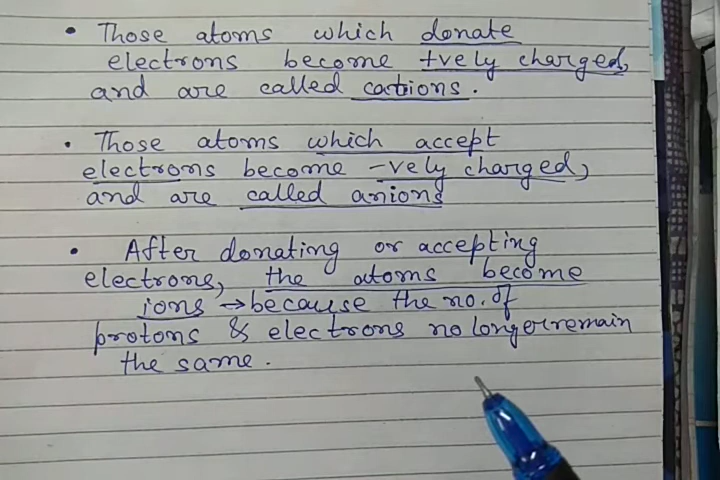 • Those atoms which donate
electrons become +vely charged,
and are called cations.
• Those atoms which accept
electrons become -vely charged,
and are called anions
• After donating or accepting
electrons, the atoms become
ions → because the no. of
protons & electrons no longer remain
the same.